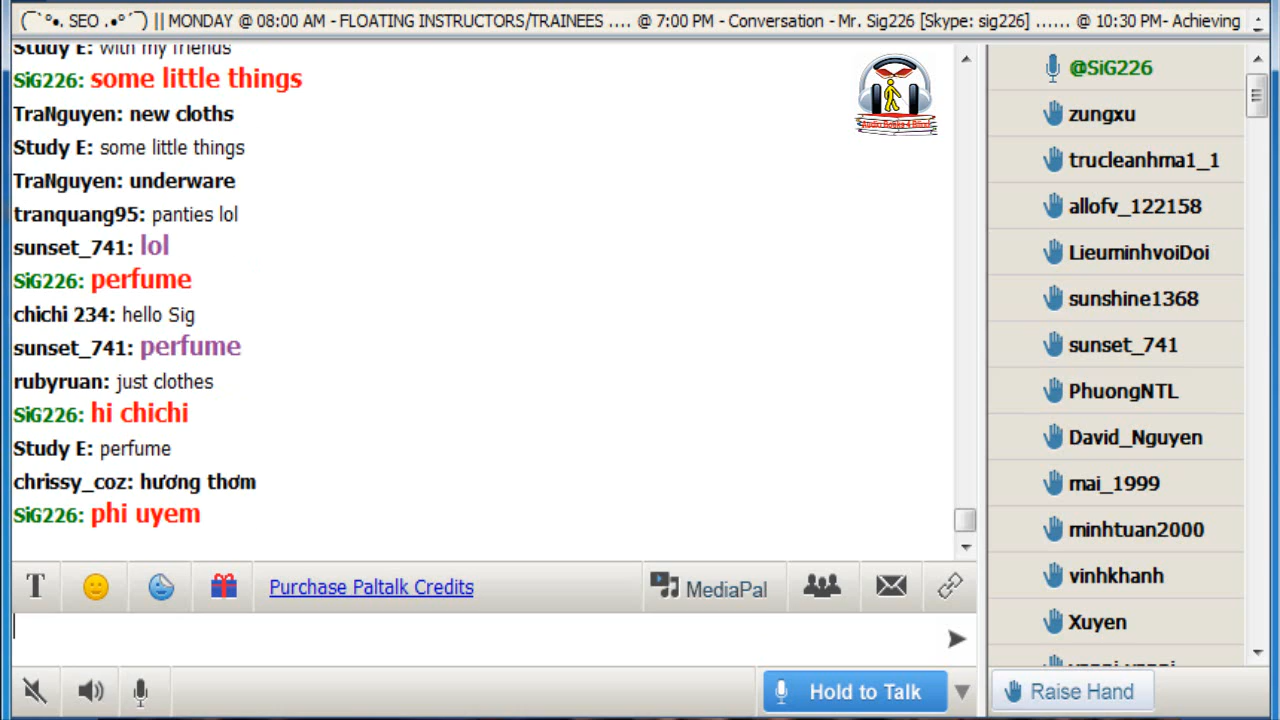 (¯`°•. SEO .•°´¯) || MONDAY @ 08:00 AM - FLOATING INSTRUCTORS/TRAINEES .... @ 7:00 PM - Conversation - Mr. Sig226 [Skype: sig226] ...... @ 10:30 PM- Achieving
Study E: with my friends
SiG226: some little things
TraNguyen: new cloths
Study E: some little things
TraNguyen: underware
tranquang95: panties lol
sunset_741: lol
SiG226: perfume
chichi 234: hello Sig
sunset_741: perfume
rubyruan: just clothes
SiG226: hi chichi
Study E: perfume
chrissy_coz: hương thơm
SiG226: phi uyem
T
Purchase Paltalk Credits
MediaPal
Hold to Talk
@SiG226
zungxu
trucleanhma1_1
allofv_122158
LieuminhvoiDoi
sunshine1368
sunset_741
PhuongNTL
David_Nguyen
mai_1999
minhtuan2000
vinhkhanh
Xuyen
Raise Hand